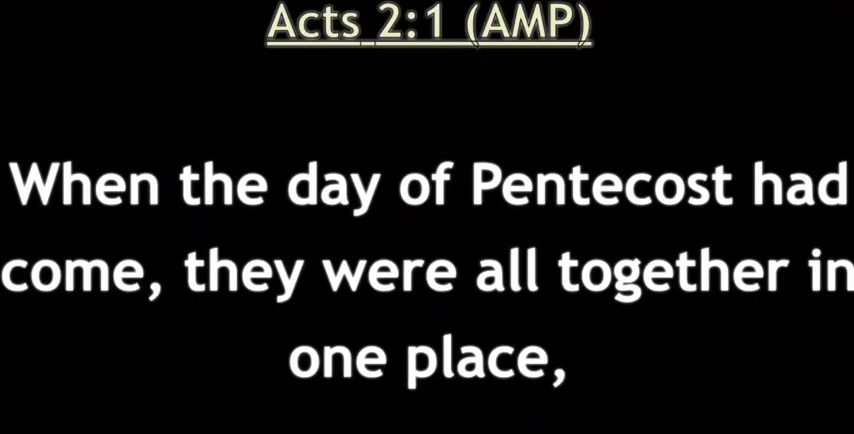 Acts 2:1 (AMP)
When the day of Pentecost had
come, they were all together in
one place,